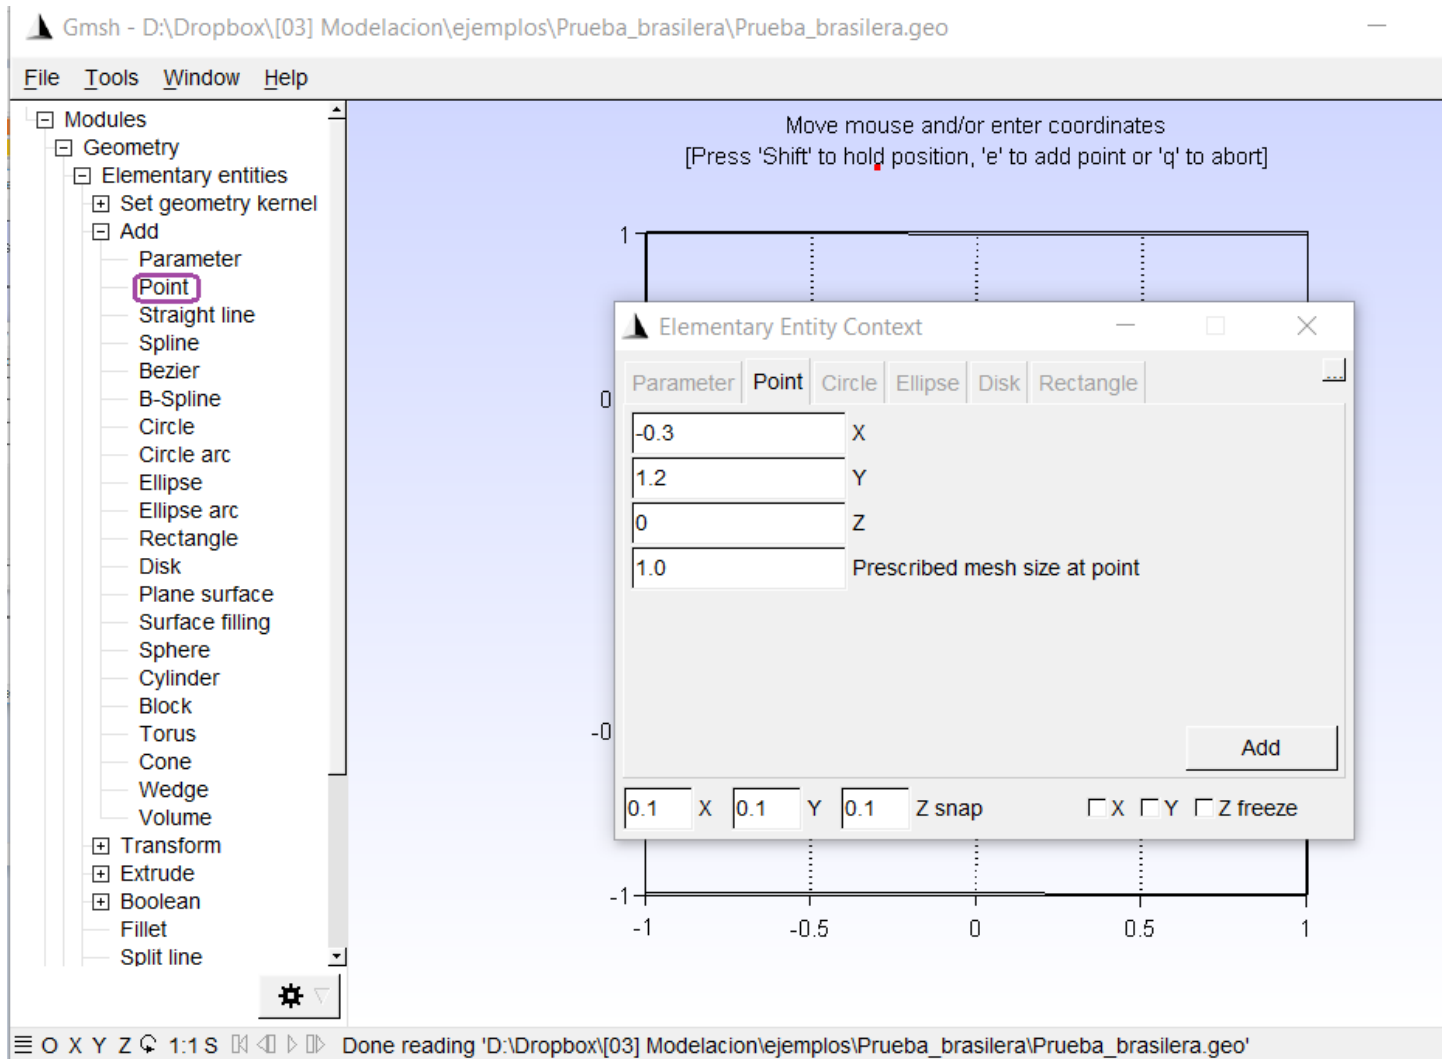 Gmsh - D:\Dropbox\[03] Modelacion\ejemplos\Prueba_brasilera\Prueba_brasilera.geo
File Tools Window Help
Modules
Geometry
Elementary entities
Set geometry kernel
Add
Parameter
Point
Straight line
Spline
Bezier
B-Spline
Circle
Circle arc
Ellipse
Ellipse arc
Rectangle
Disk
Plane surface
Surface filling
Sphere
Cylinder
Block
Torus
Cone
Wedge
Volume
Transform
Extrude
Boolean
Fillet
Split line
Move mouse and/or enter coordinates
[Press 'Shift' to hold position, 'e' to add point or 'q' to abort]
1
0
-0
-1
-1 -0.5 0 0.5 1
Elementary Entity Context
Parameter Point Circle Ellipse Disk Rectangle ...
-0.3 X
1.2 Y
0 Z
1.0 Prescribed mesh size at point
Add
0.1 X 0.1 Y 0.1 Z snap X Y Z freeze
O X Y Z 1:1 S Done reading 'D:\Dropbox\[03] Modelacion\ejemplos\Prueba_brasilera\Prueba_brasilera.geo'